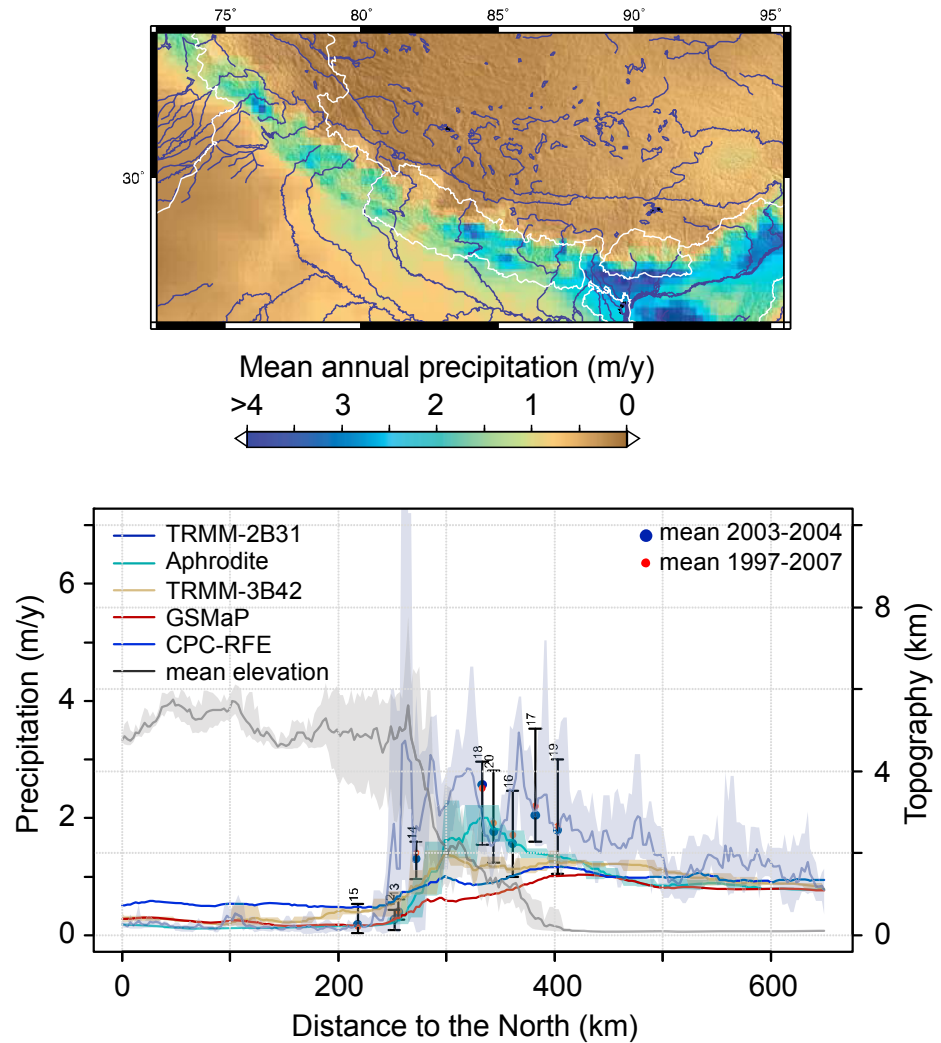 75˚ 80˚ 85˚ 90˚ 95˚
30˚
Mean annual precipitation (m/y)
>4 3 2 1 0
TRMM-2B31
Aphrodite
TRMM-3B42
GSMaP
CPC-RFE
mean elevation
mean 2003-2004
mean 1997-2007
Precipitation (m/y)
6
4
2
0
Topography (km)
8
4
0
15
13
14
18
20
16
17
19
0 200 400 600
Distance to the North (km)